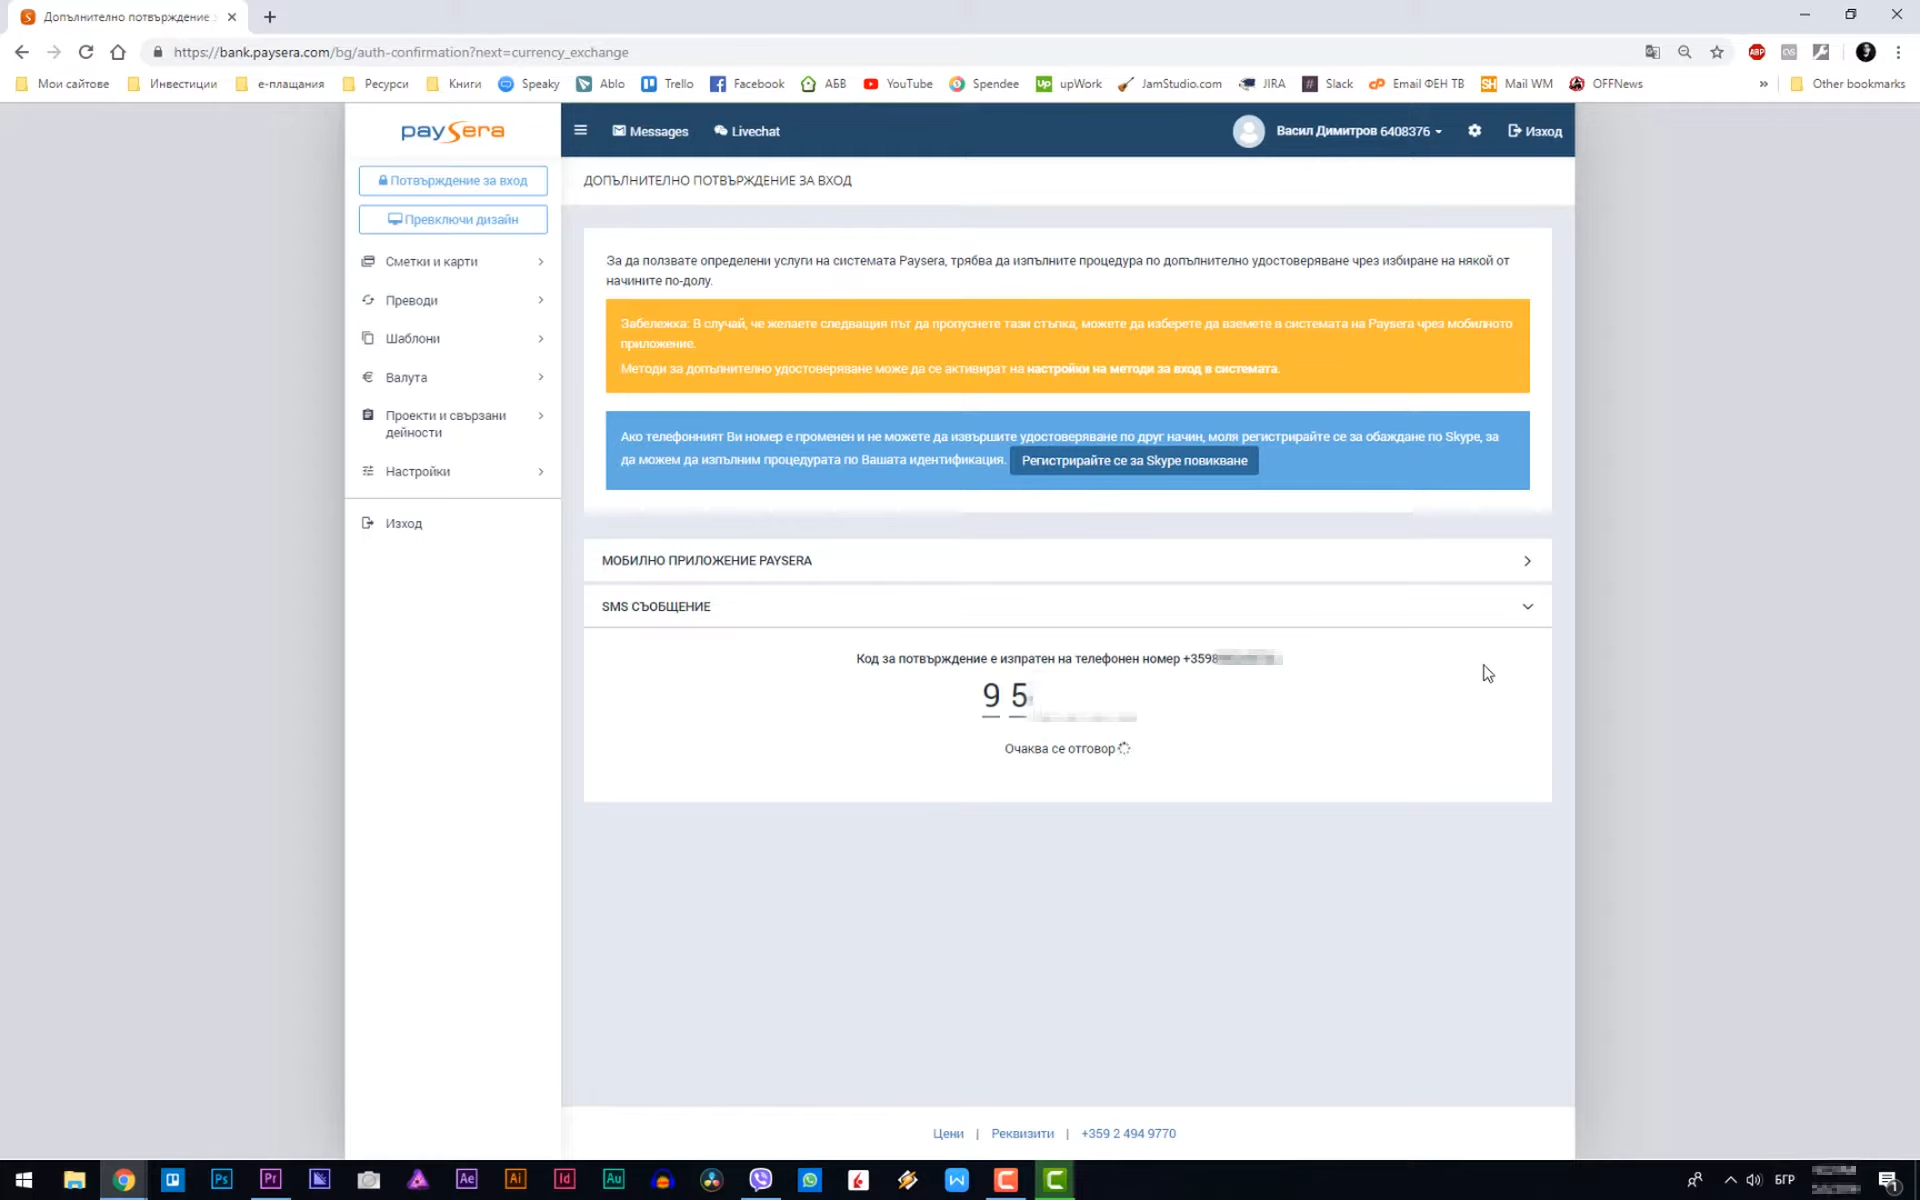 Допълнително потвърждение
https://bank.paysera.com/bg/auth-confirmation?next=currency_exchange
Мои сайтове
Инвестиции
е-плащания
Ресурси
Книги
Speaky
Ablo
Trello
Facebook
АБВ
YouTube
Spendee
upWork
JamStudio.com
JIRA
Slack
Email ФЕН ТВ
Mail WM
OFFNews
»
Other bookmarks
paysera
Messages
Livechat
Васил Димитров 6408376
Изход
Потвърждение за вход
Превключи дизайн
Сметки и карти
Преводи
Шаблони
Валута
Проекти и свързани
дейности
Настройки
Изход
ДОПЪЛНИТЕЛНО ПОТВЪРЖДЕНИЕ ЗА ВХОД
За да ползвате определени услуги на системата Paysera, трябва да изпълните процедура по допълнително удостоверяване чрез избиране на някой от
начините по-долу.
Забележка: В случай, че желаете следващия път да пропуснете тази стъпка, можете да изберете да вземете в системата на Paysera чрез мобилното
приложение.
Методи за допълнително удостоверяване може да се активират на настройки на методи за вход в системата.
Ако телефонният Ви номер е променен и не можете да извършите удостоверяване по друг начин, моля регистрирайте се за обаждане по Skype, за
да можем да изпълним процедурата по Вашата идентификация. Регистрирайте се за Skype повикване
МОБИЛНО ПРИЛОЖЕНИЕ PAYSERA
SMS СЪОБЩЕНИЕ
Код за потвърждение е изпратен на телефонен номер +3598
9 5
Очаква се отговор
Цени | Реквизити | +359 2 494 9770
БГР